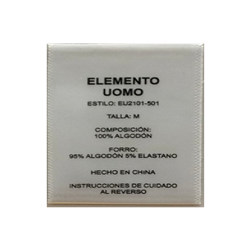 ELEMENTO
UOMO
ESTILO: EU2101-501
TALLA: M
COMPOSICIÓN:
100% ALGODÓN
FORRO:
95% ALGODÓN 5% ELASTANO
HECHO EN CHINA
INSTRUCCIONES DE CUIDADO
AL REVERSO